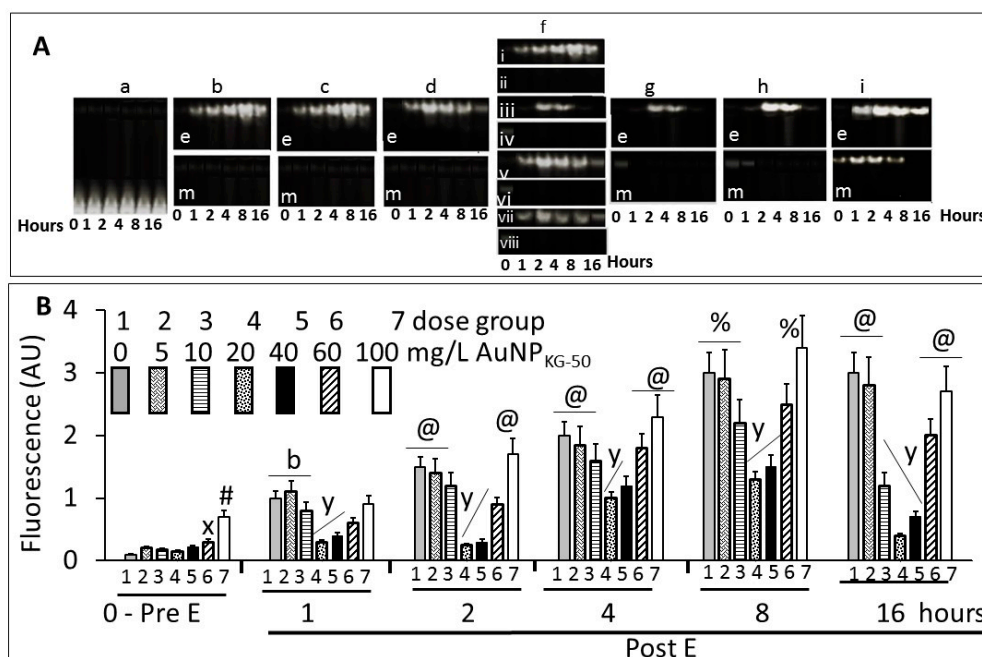 A
a b c d f g h i
i
ii
iii
iv
v
vi
vii
viii
e e e e e e
m m m m m m
Hours 0 1 2 4 8 16
0 1 2 4 8 16
0 1 2 4 8 16
0 1 2 4 8 16
0 1 2 4 8 16 Hours
0 1 2 4 8 16
0 1 2 4 8 16
0 1 2 4 8 16
B
1 2 3 4 5 6 7 dose group
0 5 10 20 40 60 100 mg/L AuNP KG-50
Fluorescence (AU)
4
3
2
1
0
x #
b y
@ y @
@ y @
% y %
@ y @
1 2 3 4 5 6 7 1 2 3 4 5 6 7 1 2 3 4 5 6 7 1 2 3 4 5 6 7 1 2 3 4 5 6 7 1 2 3 4 5 6 7
0 - Pre E 1 2 4 8 16 hours
Post E